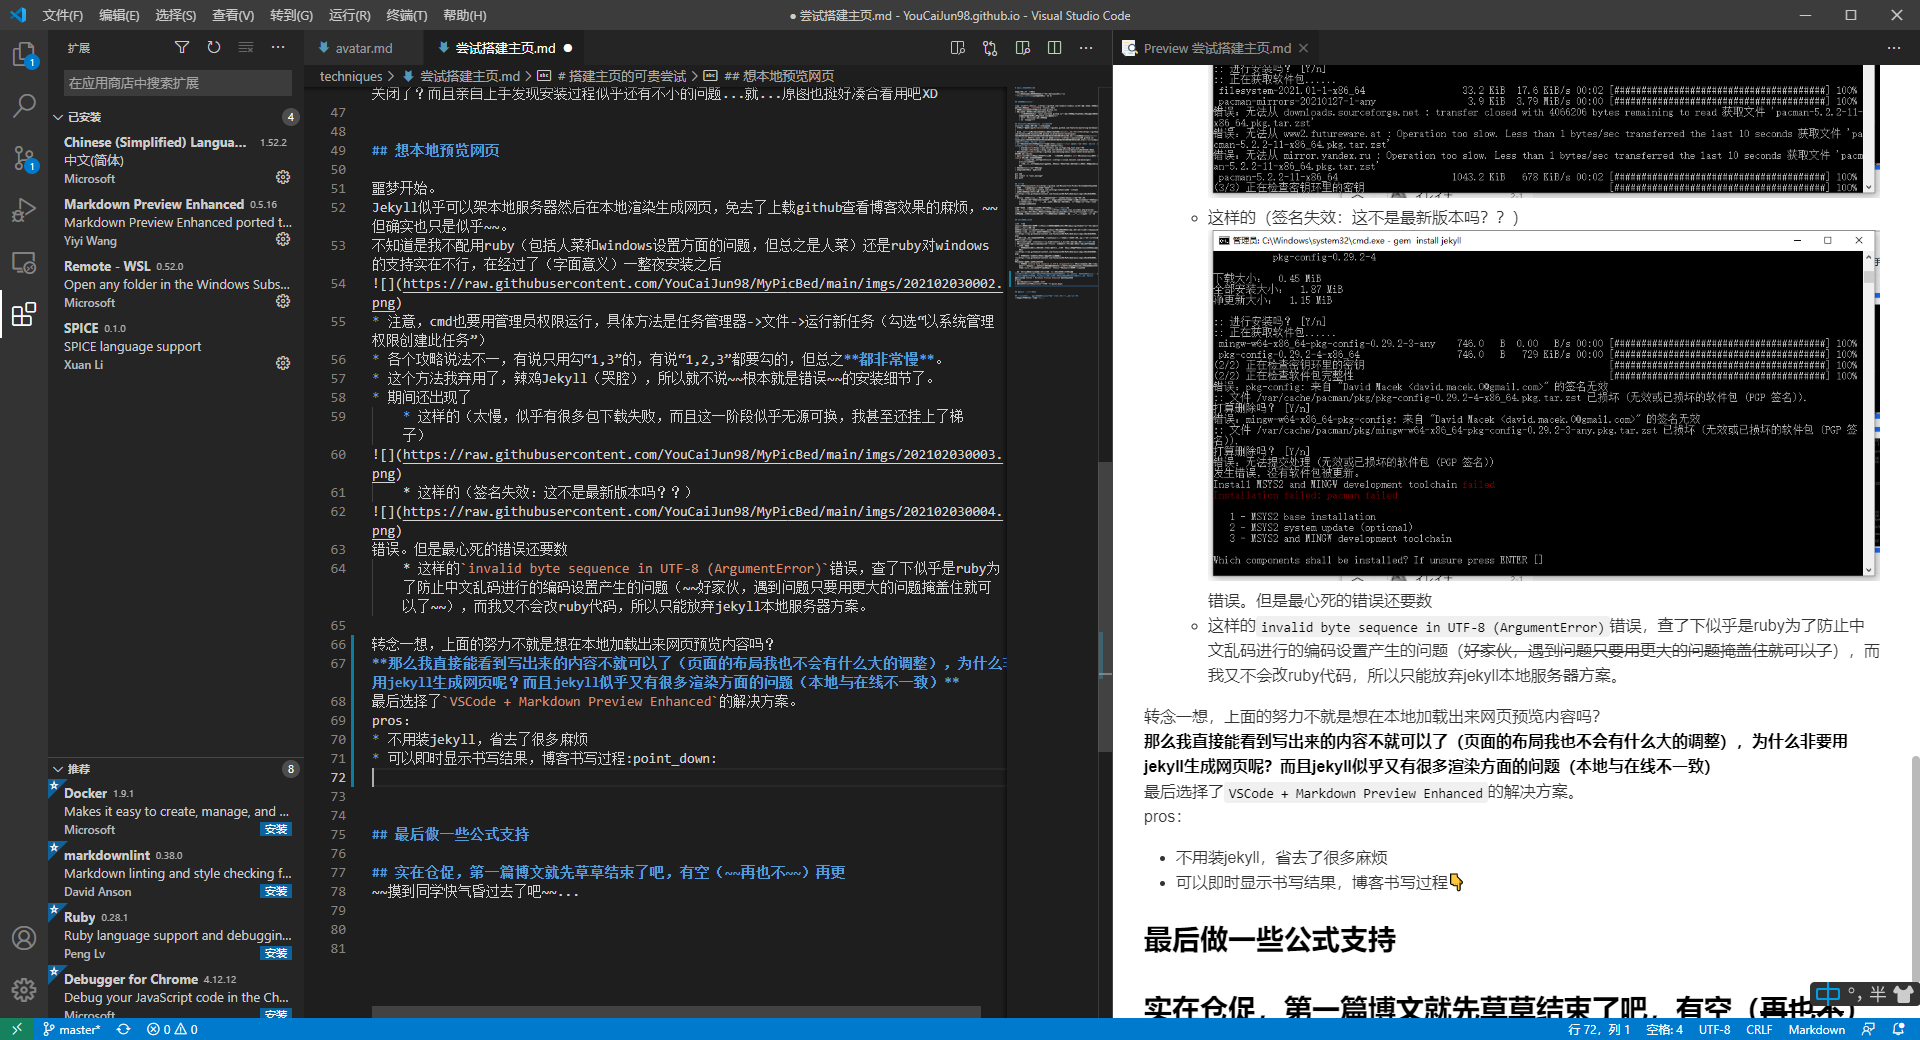 文件(F) 编辑(E) 选择(S) 查看(V) 转到(G) 运行(R) 终端(T) 帮助(H)
● 尝试搭建主页.md - YouCaiJun98.github.io - Visual Studio Code
扩展
在应用商店中搜索扩展
已安装 4
Chinese (Simplified) Langua... 1.52.2
中文(简体)
Microsoft
Markdown Preview Enhanced 0.5.16
Markdown Preview Enhanced ported t...
Yiyi Wang
Remote - WSL 0.52.0
Open any folder in the Windows Subs...
Microsoft
SPICE 0.1.0
SPICE language support
Xuan Li
推荐 8
Docker 1.9.1
Makes it easy to create, manage, and ...
Microsoft 安装
markdownlint 0.38.0
Markdown linting and style checking f...
David Anson 安装
Ruby 0.28.1
Ruby language support and debuggin...
Peng Lv 安装
Debugger for Chrome 4.12.12
Debug your JavaScript code in the Ch...
Microsoft 安装
avatar.md
尝试搭建主页.md ●
techniques > 尝试搭建主页.md > # 搭建主页的可贵尝试 > ## 想本地预览网页
关闭了？而且亲自上手发现安装过程似乎还有不小的问题...就...原图也挺好凑合看用吧XD
47
48
49 ## 想本地预览网页
50
51 噩梦开始。
52 Jekyll似乎可以架本地服务器然后在本地渲染生成网页，免去了上载github查看博客效果的麻烦，~~
但确实也只是似乎~~。
53 不知道是我不配用ruby（包括人菜和windows设置方面的问题，但总之是人菜）还是ruby对windows
的支持实在不行，在经过了（字面意义）一整夜安装之后
54 ![](https://raw.githubusercontent.com/YouCaiJun98/MyPicBed/main/imgs/202102030002.
png)
55 * 注意，cmd也要用管理员权限运行，具体方法是任务管理器->文件->运行新任务（勾选“以系统管理
权限创建此任务”）
56 * 各个攻略说法不一，有说只用勾“1,3”的，有说“1,2,3”都要勾的，但总之**都非常慢**。
57 * 这个方法我弃用了，辣鸡Jekyll（哭腔），所以就不说~~根本就是错误~~的安装细节了。
58 * 期间还出现了
59 * 这样的（太慢，似乎有很多包下载失败，而且这一阶段似乎无源可换，我甚至还挂上了梯
子）
60 ![](https://raw.githubusercontent.com/YouCaiJun98/MyPicBed/main/imgs/202102030003.
png)
61 * 这样的（签名失效：这不是最新版本吗？？）
62 ![](https://raw.githubusercontent.com/YouCaiJun98/MyPicBed/main/imgs/202102030004.
png)
63 错误。但是最心死的错误还要数
64 * 这样的`invalid byte sequence in UTF-8 (ArgumentError)`错误，查了下似乎是ruby为
了防止中文乱码进行的编码设置产生的问题（~~好家伙，遇到问题只要用更大的问题掩盖住就可
以了~~），而我又不会改ruby代码，所以只能放弃jekyll本地服务器方案。
65
66 转念一想，上面的努力不就是想在本地加载出来网页预览内容吗？
67 **那么我直接能看到写出来的内容不就可以了（页面的布局我也不会有什么大的调整），为什么非
用jekyll生成网页呢？而且jekyll似乎又有很多渲染方面的问题（本地与在线不一致）**
68 最后选择了`VSCode + Markdown Preview Enhanced`的解决方案。
69 pros:
70 * 不用装jekyll，省去了很多麻烦
71 * 可以即时显示书写结果，博客书写过程:point_down:
72
73
74
75 ## 最后做一些公式支持
76
77 ## 实在仓促，第一篇博文就先草草结束了吧，有空（~~再也不~~）再更
78 ~~摸到同学快气昏过去了吧~~...
79
80
81
Preview 尝试搭建主页.md
:: 进行安装吗？ [Y/n]
:: 正在获取软件包......
filesystem-2021.01-1-x86_64 33.2 KiB 17.6 KiB/s 00:02 [######################################] 100%
pacman-mirrors-20210127-1-any 3.9 KiB 3.79 MiB/s 00:00 [######################################] 100%
错误：无法从 downloads.sourceforge.net : transfer closed with 4066206 bytes remaining to read 获取文件 'pacman-5.2.2-11-
x86_64.pkg.tar.zst'
错误：无法从 www2.futureware.at : Operation too slow. Less than 1 bytes/sec transferred the last 10 seconds 获取文件 'pa
cman-5.2.2-11-x86_64.pkg.tar.zst'
错误：无法从 mirror.yandex.ru : Operation too slow. Less than 1 bytes/sec transferred the last 10 seconds 获取文件 'pacm
an-5.2.2-11-x86_64.pkg.tar.zst'
pacman-5.2.2-11-x86_64 1043.2 KiB 678 KiB/s 00:02 [######################################] 100%
(3/3) 正在检查密钥环里的密钥 [######################################] 100%
这样的（签名失效：这不是最新版本吗？？）
管理员: C:\Windows\system32\cmd.exe - gem install jekyll
pkg-config-0.29.2-4
下载大小： 0.45 MiB
全部安装大小： 1.87 MiB
净更新大小： 1.15 MiB
:: 进行安装吗？ [Y/n]
:: 正在获取软件包......
mingw-w64-x86_64-pkg-config-0.29.2-3-any 746.0 B 0.00 B/s 00:00 [######################################] 100%
pkg-config-0.29.2-4-x86_64 746.0 B 729 KiB/s 00:00 [######################################] 100%
(2/2) 正在检查密钥环里的密钥 [######################################] 100%
(2/2) 正在检查软件包完整性 [######################################] 100%
错误：pkg-config: 来自 "David Macek <david.macek.0@gmail.com>" 的签名无效
:: 文件 /var/cache/pacman/pkg/pkg-config-0.29.2-4-x86_64.pkg.tar.zst 已损坏 (无效或已损坏的软件包 (PGP 签名)).
打算删除吗？ [Y/n]
错误：mingw-w64-x86_64-pkg-config: 来自 "David Macek <david.macek.0@gmail.com>" 的签名无效
:: 文件 /var/cache/pacman/pkg/mingw-w64-x86_64-pkg-config-0.29.2-3-any.pkg.tar.zst 已损坏 (无效或已损坏的软件包 (PGP 签
名)).
打算删除吗？ [Y/n]
错误：无法提交处理 (无效或已损坏的软件包 (PGP 签名))
发生错误，没有软件包被更新。
Install MSYS2 and MINGW development toolchain failed
Installation failed: pacman failed
1 - MSYS2 base installation
2 - MSYS2 system update (optional)
3 - MSYS2 and MINGW development toolchain
Which components shall be installed? If unsure press ENTER []
错误。但是最心死的错误还要数
这样的 invalid byte sequence in UTF-8 (ArgumentError) 错误，查了下似乎是ruby为了防止中
文乱码进行的编码设置产生的问题（好家伙，遇到问题只要用更大的问题掩盖住就可以了），而
我又不会改ruby代码，所以只能放弃jekyll本地服务器方案。
转念一想，上面的努力不就是想在本地加载出来网页预览内容吗？
那么我直接能看到写出来的内容不就可以了（页面的布局我也不会有什么大的调整），为什么非要用
jekyll生成网页呢？而且jekyll似乎又有很多渲染方面的问题（本地与在线不一致）
最后选择了 VSCode + Markdown Preview Enhanced 的解决方案。
pros:
不用装jekyll，省去了很多麻烦
可以即时显示书写结果，博客书写过程👇
最后做一些公式支持
实在仓促，第一篇博文就先草草结束了吧，有空（再也不）
中 °, 半
master* 0 0
行 72，列 1 空格: 4 UTF-8 CRLF Markdown